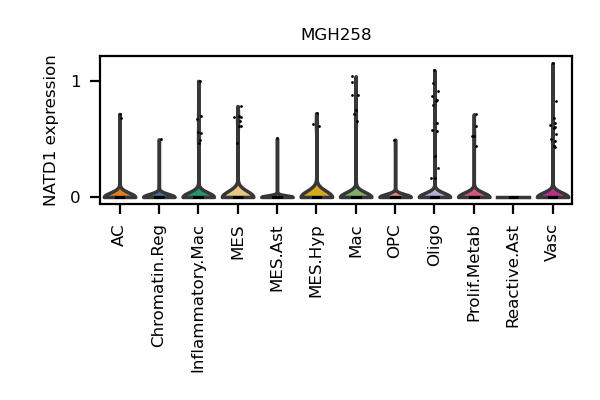 MGH258
NATD1 expression
1
0
AC
Chromatin.Reg
Inflammatory.Mac
MES
MES.Ast
MES.Hyp
Mac
OPC
Oligo
Prolif.Metab
Reactive.Ast
Vasc